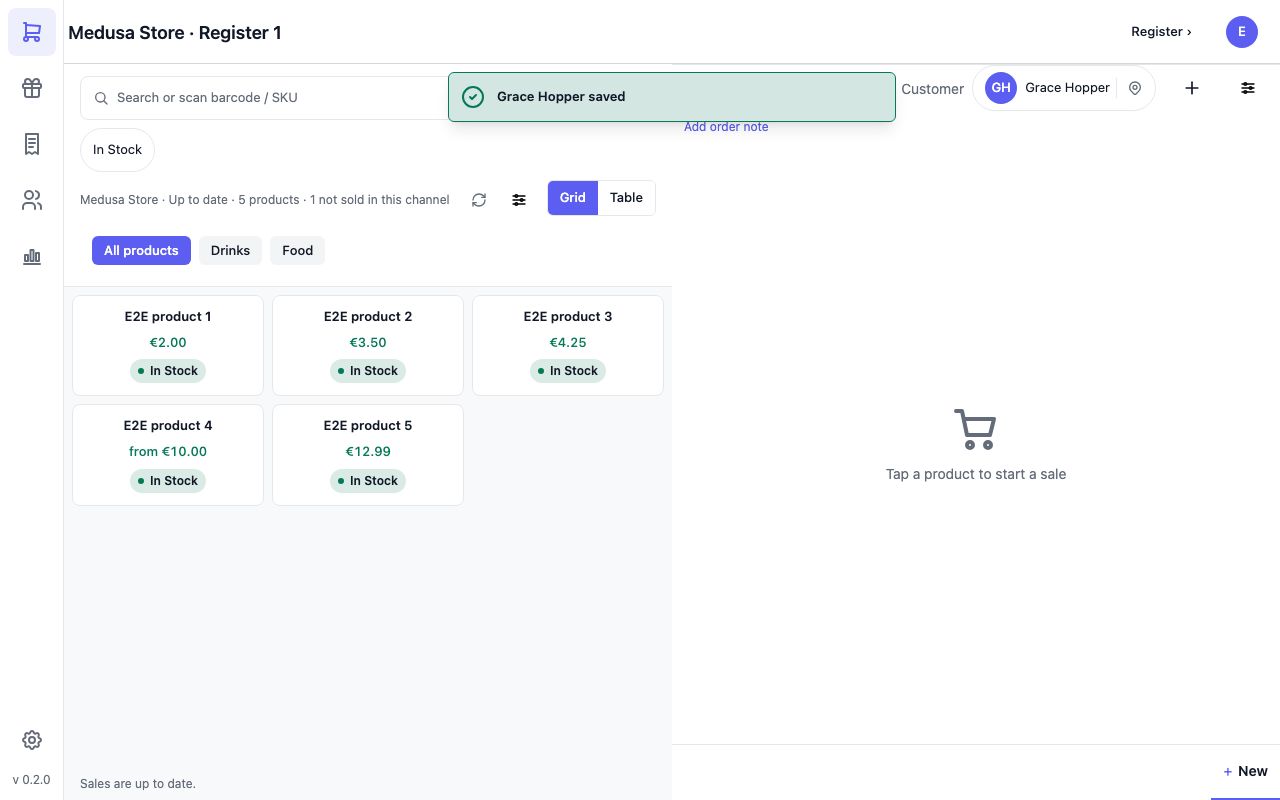 Medusa Store · Register 1
Register ›
E
Search or scan barcode / SKU
Grace Hopper saved
Customer
GH
Grace Hopper
Add order note
In Stock
Medusa Store · Up to date · 5 products · 1 not sold in this channel
Grid
Table
All products
Drinks
Food
E2E product 1
€2.00
In Stock
E2E product 2
€3.50
In Stock
E2E product 3
€4.25
In Stock
E2E product 4
from €10.00
In Stock
E2E product 5
€12.99
In Stock
Tap a product to start a sale
v 0.2.0
Sales are up to date.
+ New